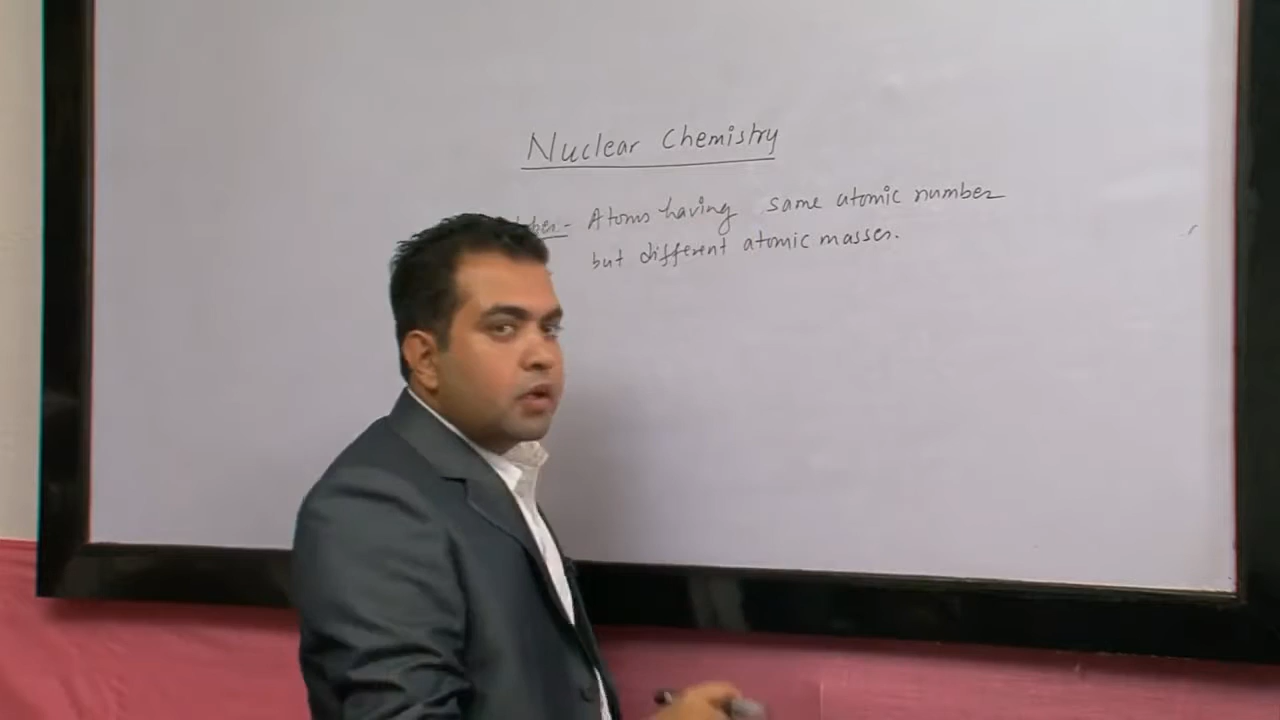 Nuclear Chemistry
Atoms having same atomic number
but different atomic masses.